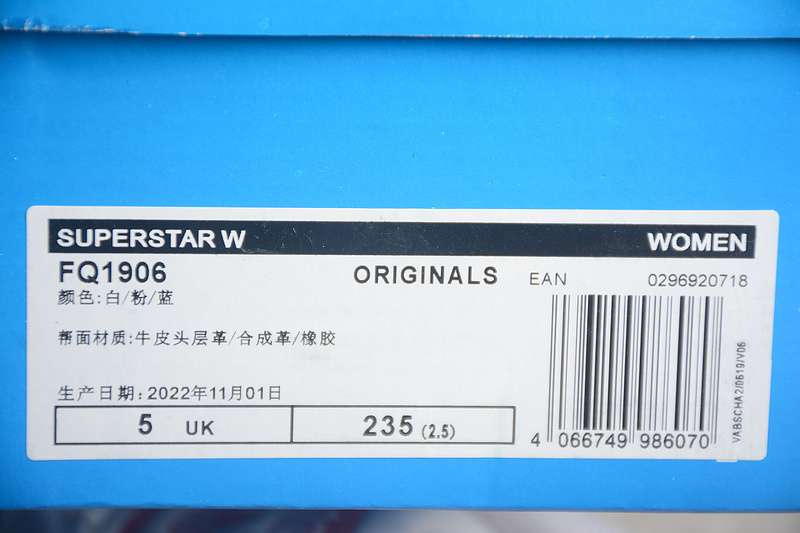 SUPERSTAR W WOMEN
FQ1906 ORIGINALS EAN 0296920718
颜色:白/粉/蓝
帮面材质:牛皮头层革/合成革/橡胶
生产日期:2022年11月01日
5 UK 235 (2.5)
4 066749 986070
VABSCHA2/0619/V06